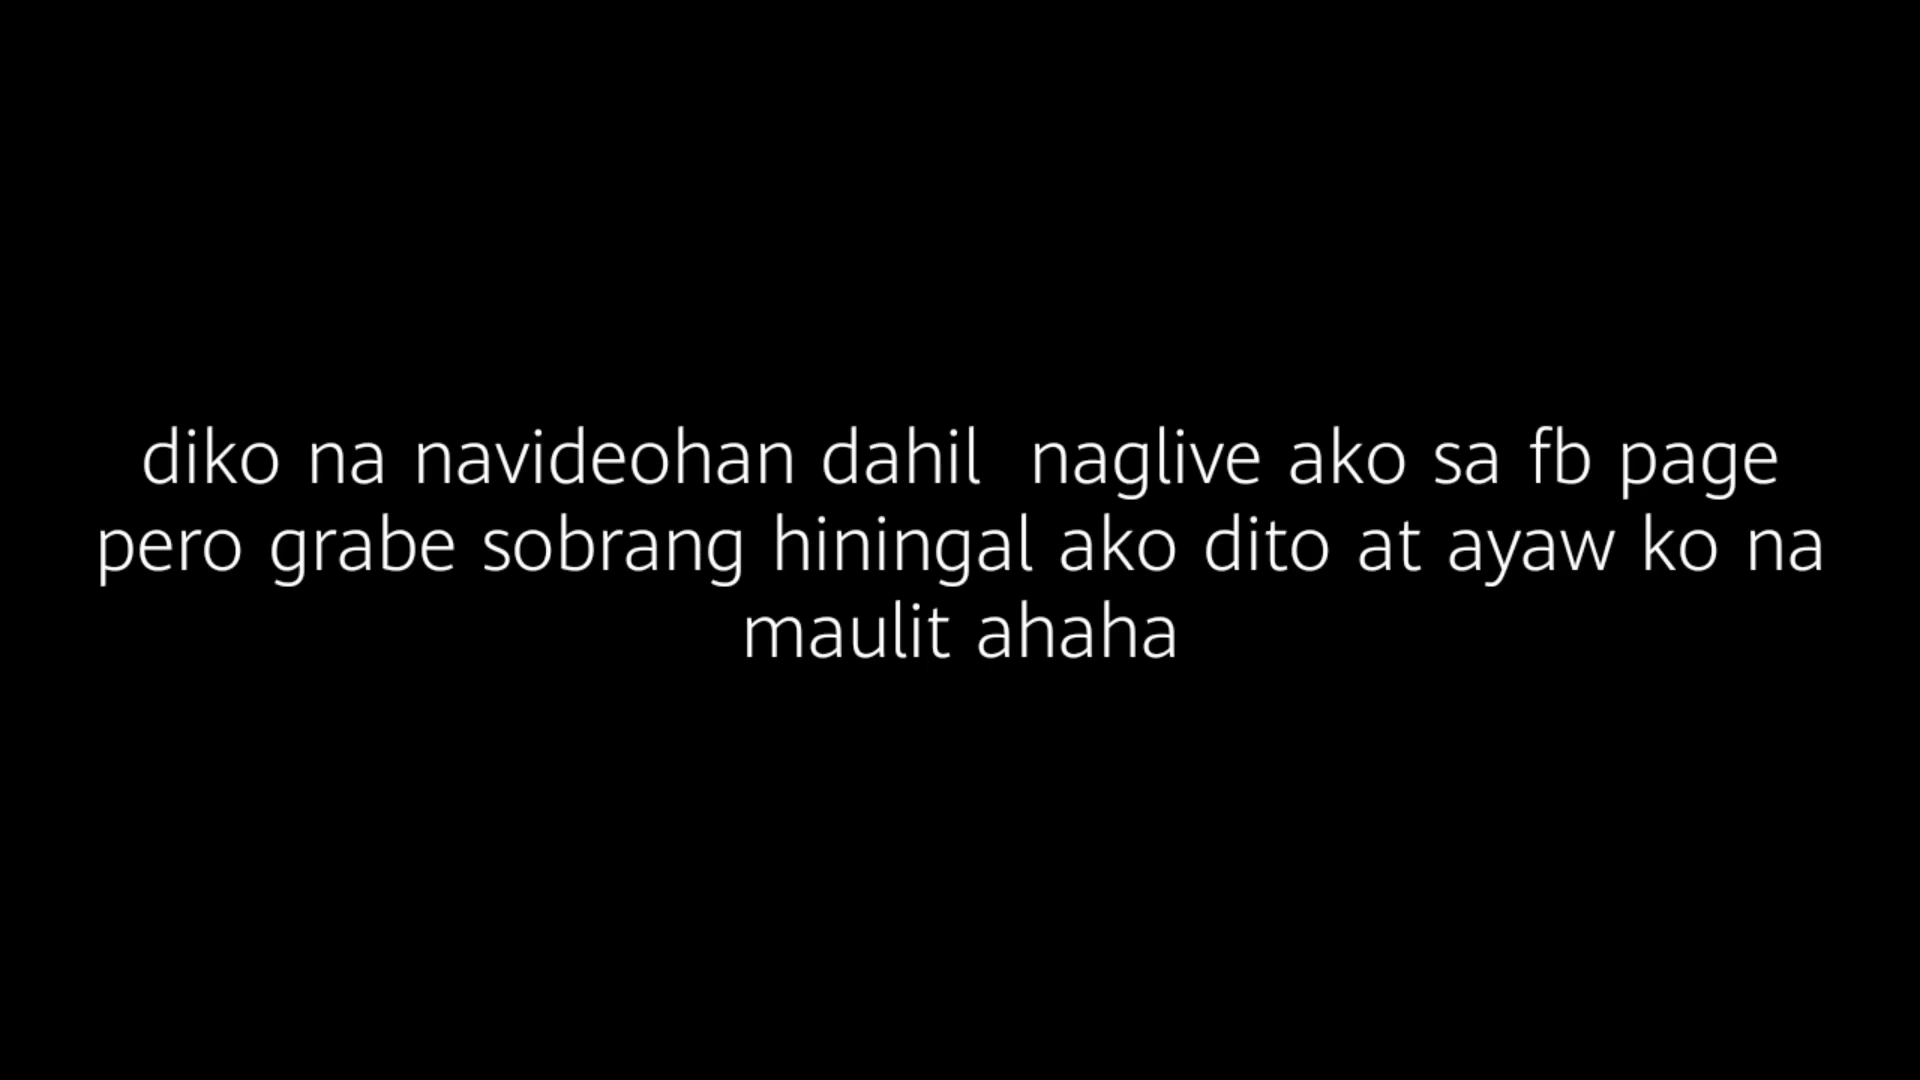 diko na navideohan dahil  naglive ako sa fb page
pero grabe sobrang hiningal ako dito at ayaw ko na
maulit ahaha